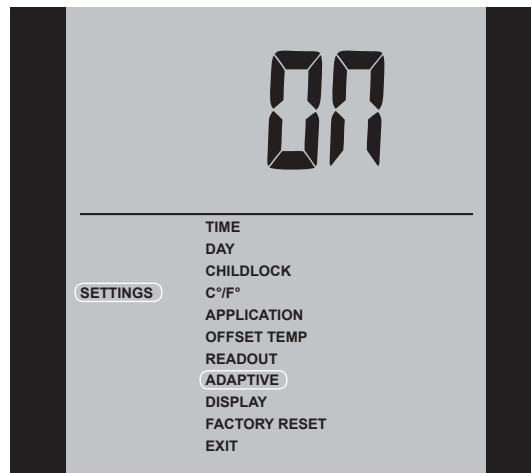 ON
TIME
DAY
CHILDLOCK
SETTINGS C°/F°
APPLICATION
OFFSET TEMP
READOUT
ADAPTIVE
DISPLAY
FACTORY RESET
EXIT